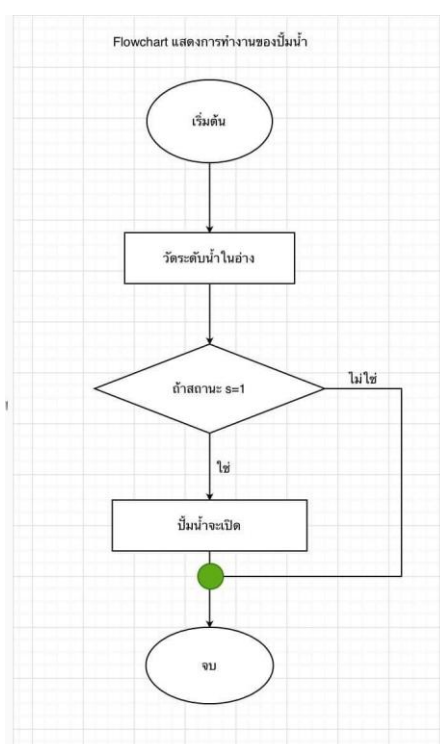 Flowchart แสดงการทำงานของปั๊มน้ำ
เริ่มต้น
วัดระดับน้ำในอ่าง
ถ้าสถานะ s=1
ไม่ใช่
ใช่
ปั๊มน้ำจะเปิด
จบ